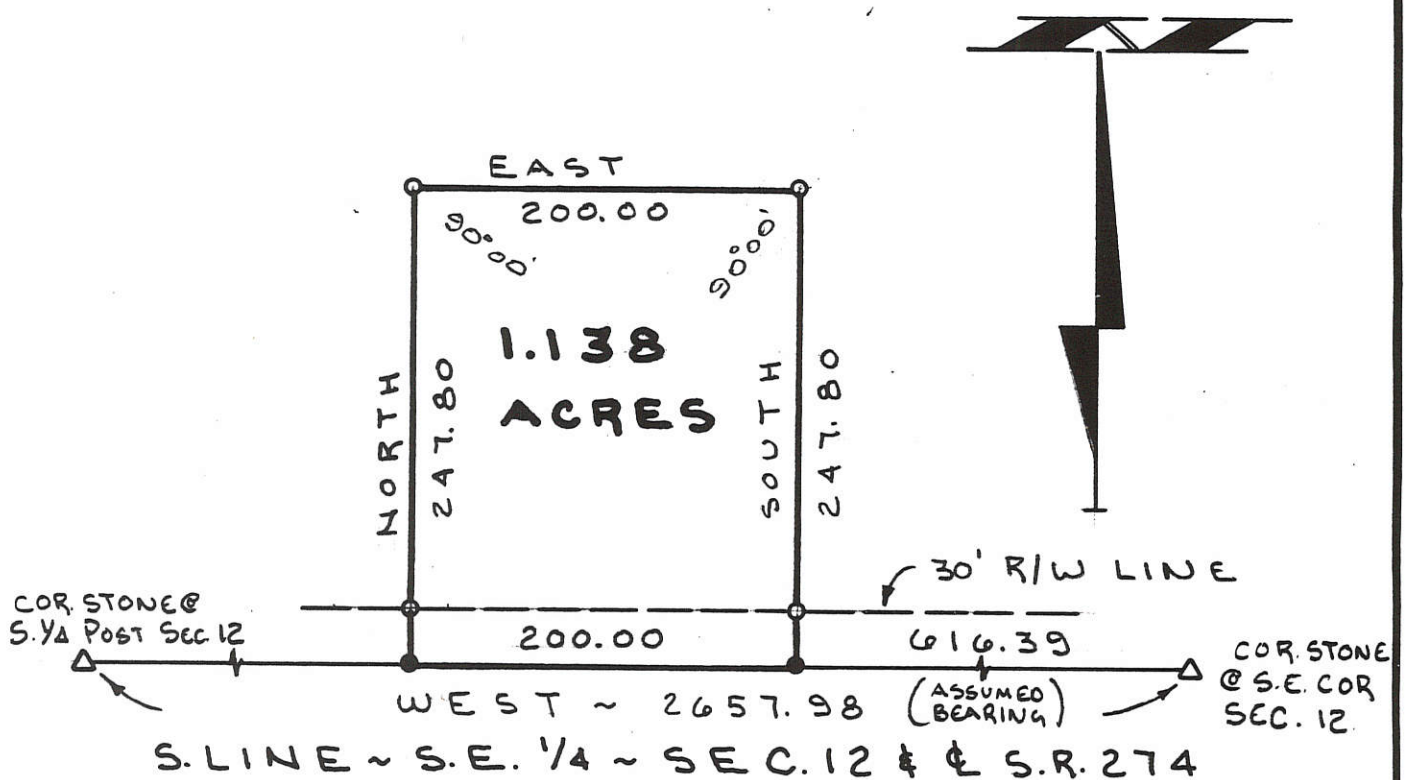 N
EAST
200.00
90°00'
90°00'
1.138
ACRES
NORTH
247.80
SOUTH
247.80
30' R/W LINE
COR. STONE @
S. 1/4 POST SEC. 12
200.00
616.39
COR. STONE
@ S.E. COR
SEC. 12.
WEST ~ 2657.98
(ASSUMED
BEARING)
S. LINE ~ S.E. 1/4 ~ SEC. 12 & ℄ S.R. 274